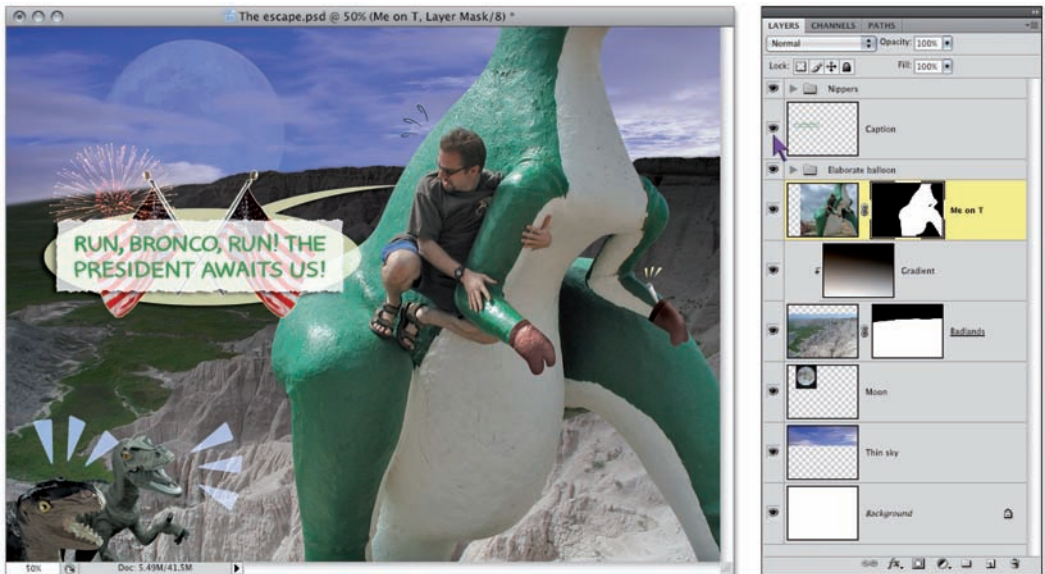 The escape.psd @ 50% (Me on T, Layer Mask/8) *
RUN, BRONCO, RUN! THE
PRESIDENT AWAITS US!
50%
Doc: 5.49M/41.5M
LAYERS CHANNELS PATHS
Normal Opacity: 100%
Lock: Fill: 100%
Nippers
Caption
Elaborate balloon
Me on T
Gradient
Badlands
Moon
Thin sky
Background
fx.